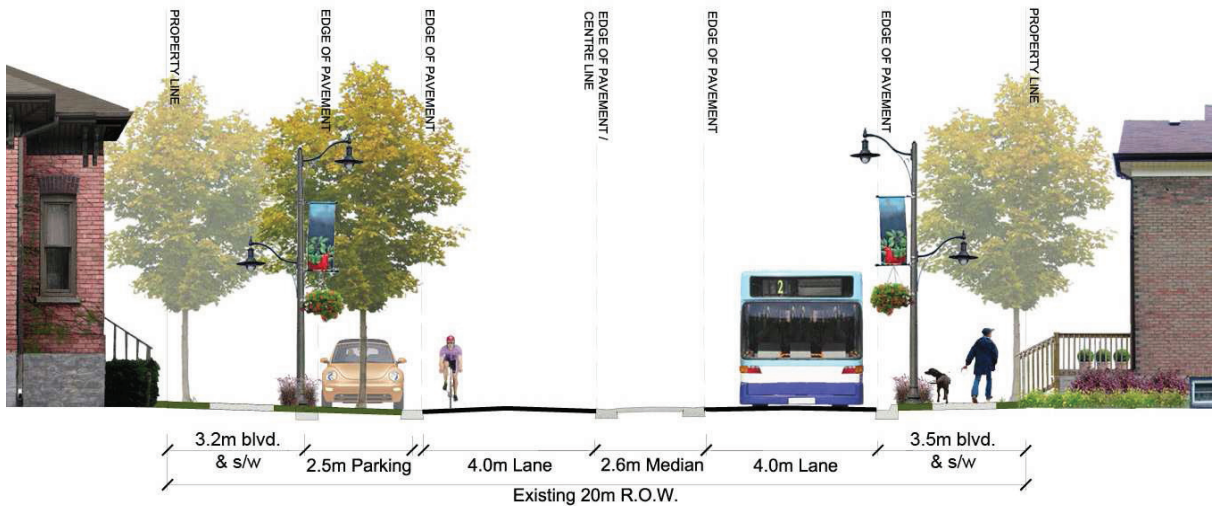 PROPERTY LINE
EDGE OF PAVEMENT
EDGE OF PAVEMENT
EDGE OF PAVEMENT /
CENTRE LINE
EDGE OF PAVEMENT
EDGE OF PAVEMENT
PROPERTY LINE
2
3.2m blvd.
& s/w
2.5m Parking
4.0m Lane
2.6m Median
4.0m Lane
3.5m blvd.
& s/w
Existing 20m R.O.W.